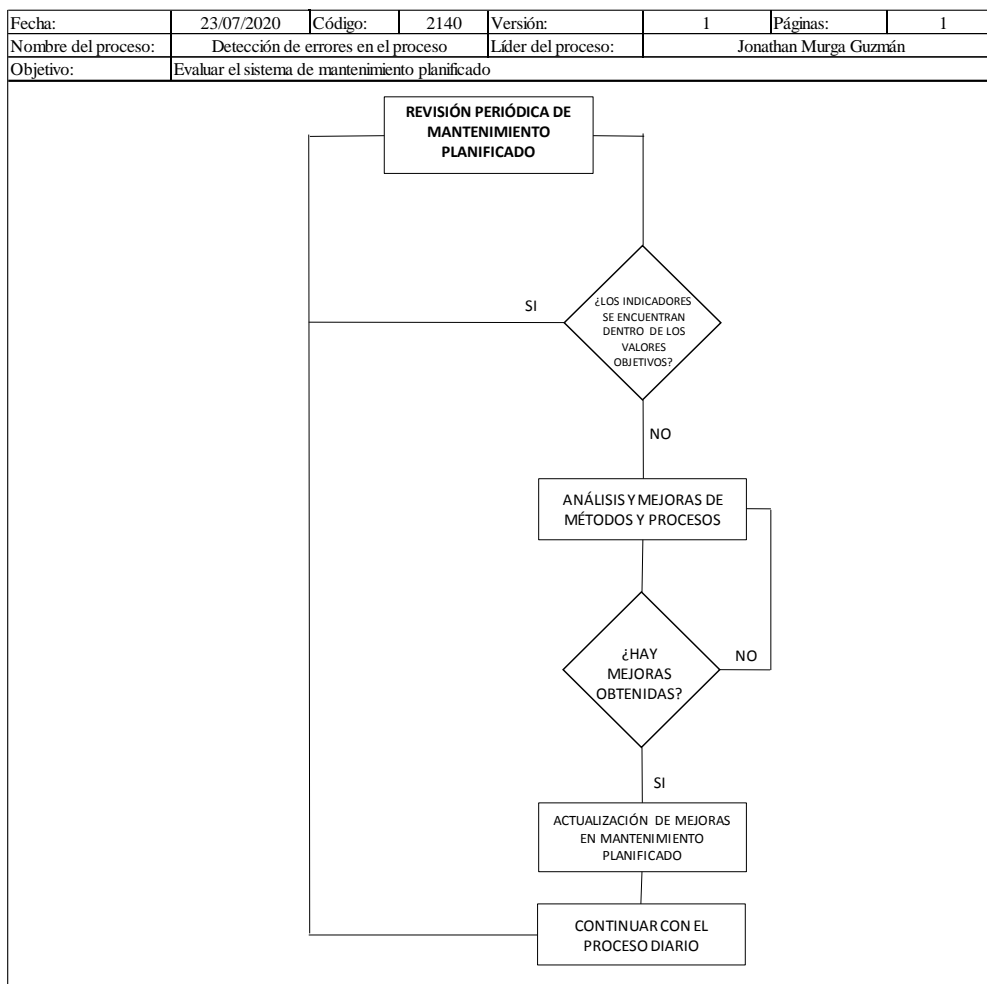 Fecha: 23/07/2020 Código: 2140 Versión: 1 Páginas: 1
Nombre del proceso: Detección de errores en el proceso Líder del proceso: Jonathan Murga Guzmán
Objetivo: Evaluar el sistema de mantenimiento planificado
REVISIÓN PERIÓDICA DE
MANTENIMIENTO
PLANIFICADO
SI
¿LOS INDICADORES
SE ENCUENTRAN
DENTRO DE LOS
VALORES
OBJETIVOS?
NO
ANÁLISIS Y MEJORAS DE
MÉTODOS Y PROCESOS
¿HAY
MEJORAS
OBTENIDAS?
NO
SI
ACTUALIZACIÓN DE MEJORAS
EN MANTENIMIENTO
PLANIFICADO
CONTINUAR CON EL
PROCESO DIARIO